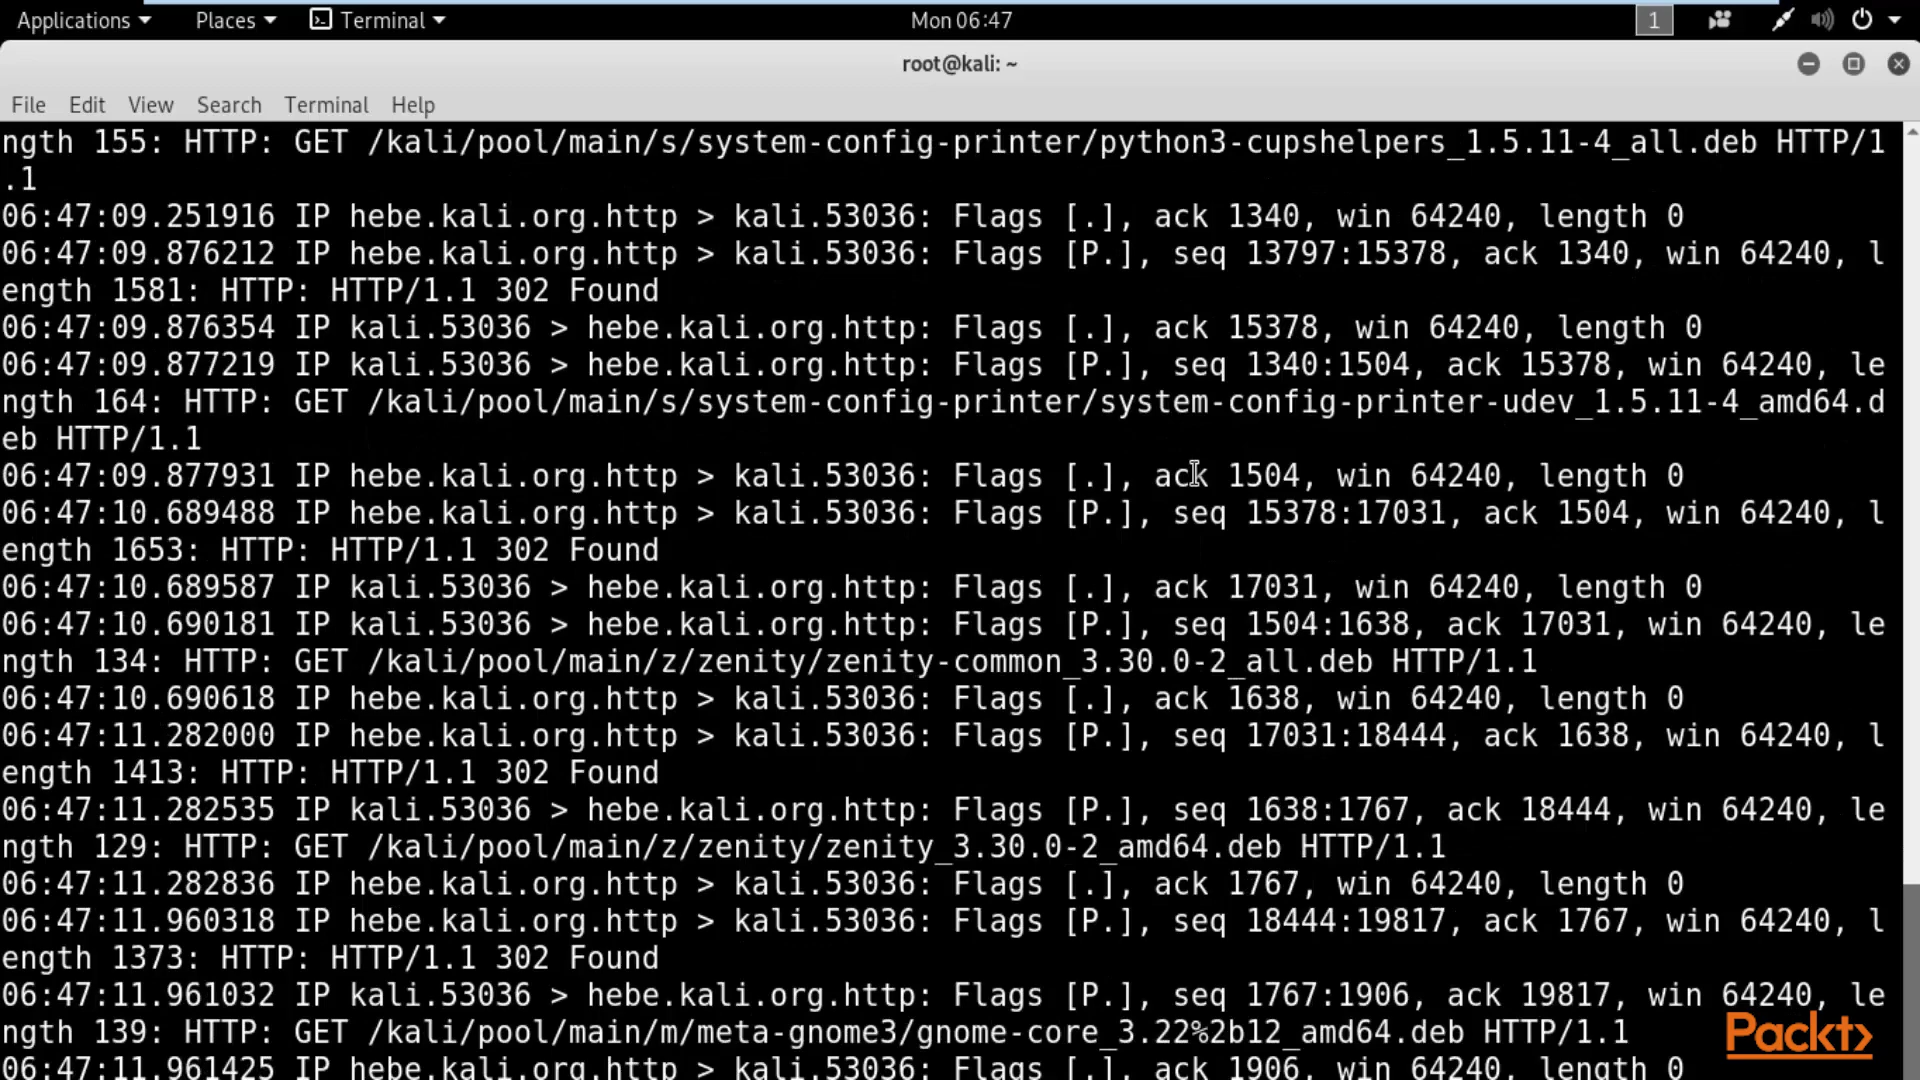 Applications Places Terminal Mon 06:47 1
root@kali: ~
File Edit View Search Terminal Help
ngth 155: HTTP: GET /kali/pool/main/s/system-config-printer/python3-cupshelpers_1.5.11-4_all.deb HTTP/1
.1
06:47:09.251916 IP hebe.kali.org.http > kali.53036: Flags [.], ack 1340, win 64240, length 0
06:47:09.876212 IP hebe.kali.org.http > kali.53036: Flags [P.], seq 13797:15378, ack 1340, win 64240, l
ength 1581: HTTP: HTTP/1.1 302 Found
06:47:09.876354 IP kali.53036 > hebe.kali.org.http: Flags [.], ack 15378, win 64240, length 0
06:47:09.877219 IP kali.53036 > hebe.kali.org.http: Flags [P.], seq 1340:1504, ack 15378, win 64240, le
ngth 164: HTTP: GET /kali/pool/main/s/system-config-printer/system-config-printer-udev_1.5.11-4_amd64.d
eb HTTP/1.1
06:47:09.877931 IP hebe.kali.org.http > kali.53036: Flags [.], ack 1504, win 64240, length 0
06:47:10.689488 IP hebe.kali.org.http > kali.53036: Flags [P.], seq 15378:17031, ack 1504, win 64240, l
ength 1653: HTTP: HTTP/1.1 302 Found
06:47:10.689587 IP kali.53036 > hebe.kali.org.http: Flags [.], ack 17031, win 64240, length 0
06:47:10.690181 IP kali.53036 > hebe.kali.org.http: Flags [P.], seq 1504:1638, ack 17031, win 64240, le
ngth 134: HTTP: GET /kali/pool/main/z/zenity/zenity-common_3.30.0-2_all.deb HTTP/1.1
06:47:10.690618 IP hebe.kali.org.http > kali.53036: Flags [.], ack 1638, win 64240, length 0
06:47:11.282000 IP hebe.kali.org.http > kali.53036: Flags [P.], seq 17031:18444, ack 1638, win 64240, l
ength 1413: HTTP: HTTP/1.1 302 Found
06:47:11.282535 IP kali.53036 > hebe.kali.org.http: Flags [P.], seq 1638:1767, ack 18444, win 64240, le
ngth 129: HTTP: GET /kali/pool/main/z/zenity/zenity_3.30.0-2_amd64.deb HTTP/1.1
06:47:11.282836 IP hebe.kali.org.http > kali.53036: Flags [.], ack 1767, win 64240, length 0
06:47:11.960318 IP hebe.kali.org.http > kali.53036: Flags [P.], seq 18444:19817, ack 1767, win 64240, l
ength 1373: HTTP: HTTP/1.1 302 Found
06:47:11.961032 IP kali.53036 > hebe.kali.org.http: Flags [P.], seq 1767:1906, ack 19817, win 64240, le
ngth 139: HTTP: GET /kali/pool/main/m/meta-gnome3/gnome-core_3.22%2b12_amd64.deb HTTP/1.1
06:47:11.961425 IP hebe.kali.org.http > kali.53036: Flags [.], ack 1906, win 64240, length 0
Packt>